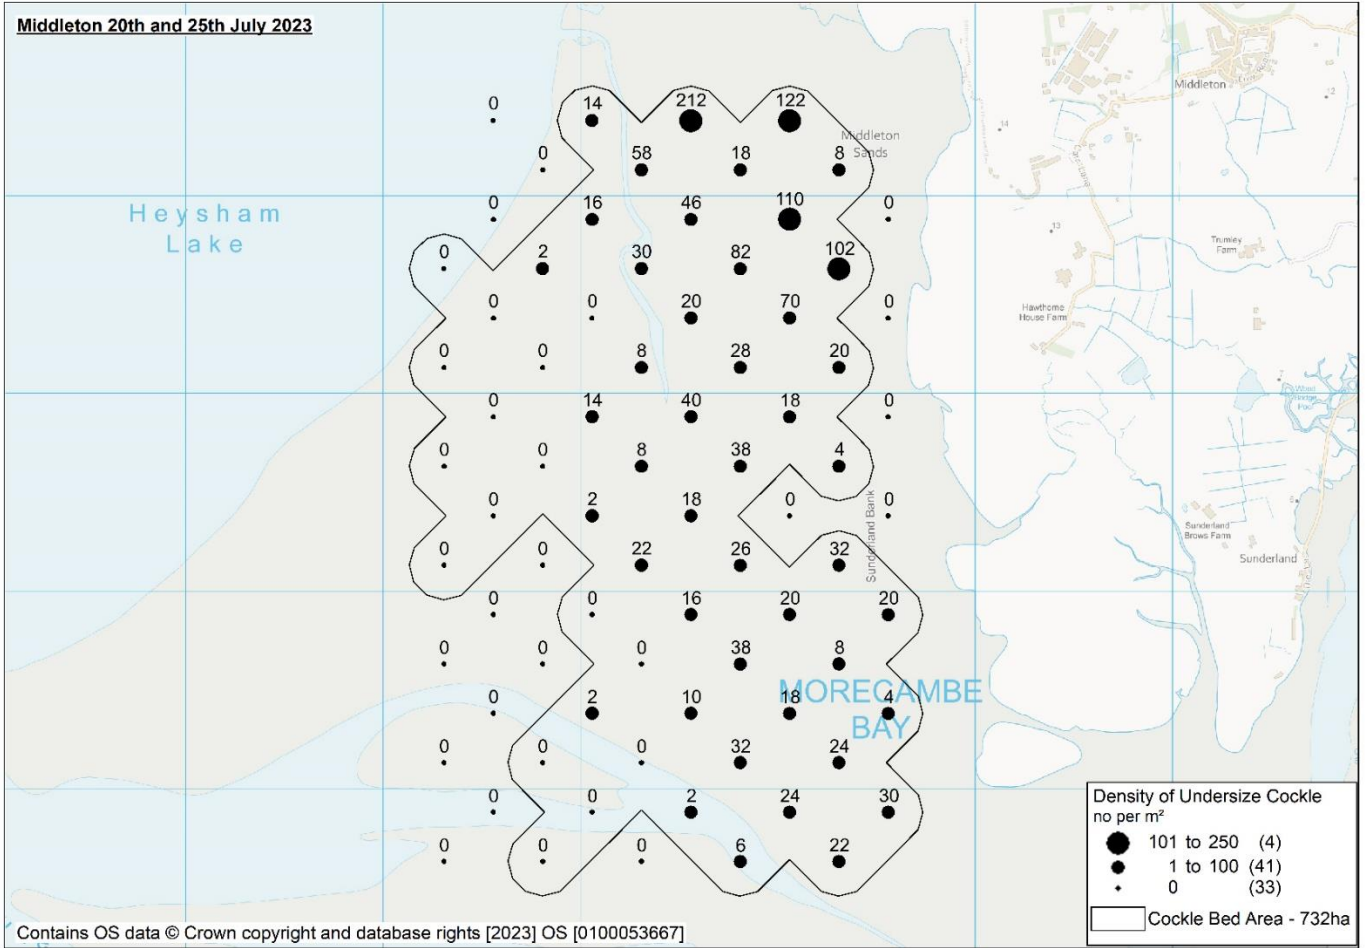 Middleton 20th and 25th July 2023
0 14 212 122
Middleton
Middleton
Sands
0 58 18 8
0 16 46 110 0
Heysham
Lake
0 2 30 82 102
Trumley
Farm
0 0 20 70 0
Hawthorne
House Farm
0 0 8 28 20
0 14 40 18 0
0 0 8 38 4
0 2 18 0 0
Sunderland Bank
Sunderland
Brows Farm
Sunderland
0 0 22 26 32
0 0 16 20 20
0 0 0 38 8
MORECAMBE
BAY
0 2 10 18 4
0 0 0 32 24
0 0 2 24 30
0 0 0 6 22
Density of Undersize Cockle
no per m²
101 to 250 (4)
1 to 100 (41)
0 (33)
Cockle Bed Area - 732ha
Contains OS data © Crown copyright and database rights [2023] OS [0100053667]
14
12
13